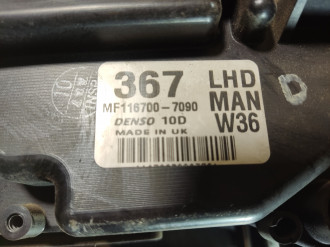 367
LHD
MF116700-7090
MAN
DENSO 10D
W36
MADE IN UK
D